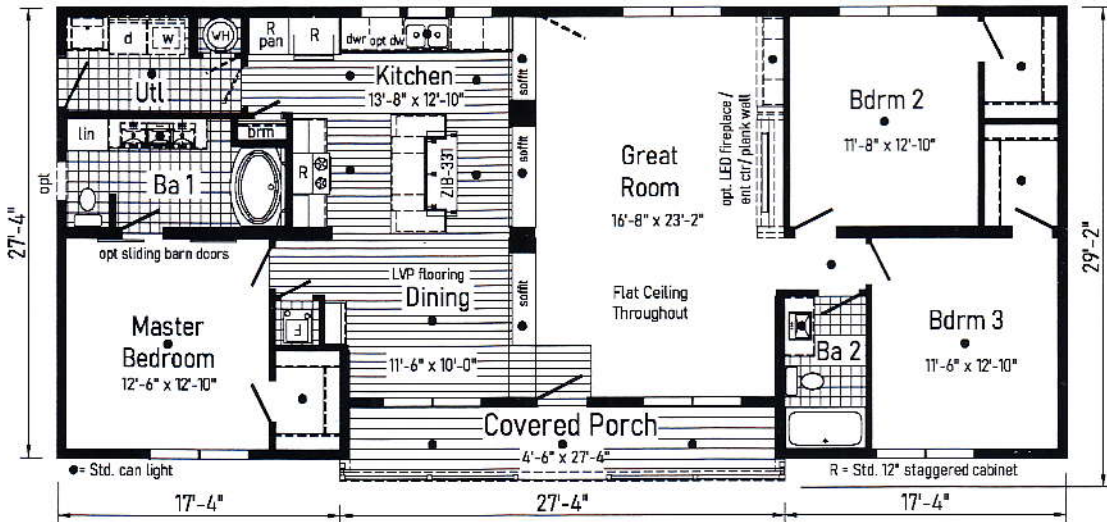 d
w
WH
R
pan
R
dwr
opt dw
Utl
Kitchen
13'-8" x 12'-10"
soffit
lin
brm
Ba 1
R
ZIB-331
soffit
Great
Room
16'-8" x 23'-2"
opt. LED fireplace /
ent ctr/ plank wall
Bdrm 2
11'-8" x 12'-10"
opt
27'-4"
opt sliding barn doors
LVP flooring
Dining
11'-6" x 10'-0"
soffit
F
Flat Ceiling
Throughout
Master
Bedroom
12'-6" x 12'-10"
Ba 2
Bdrm 3
11'-6" x 12'-10"
29'-2"
Covered Porch
4'-6" x 27'-4"
●= Std. can light
R = Std. 12" staggered cabinet
17'-4"
27'-4"
17'-4"